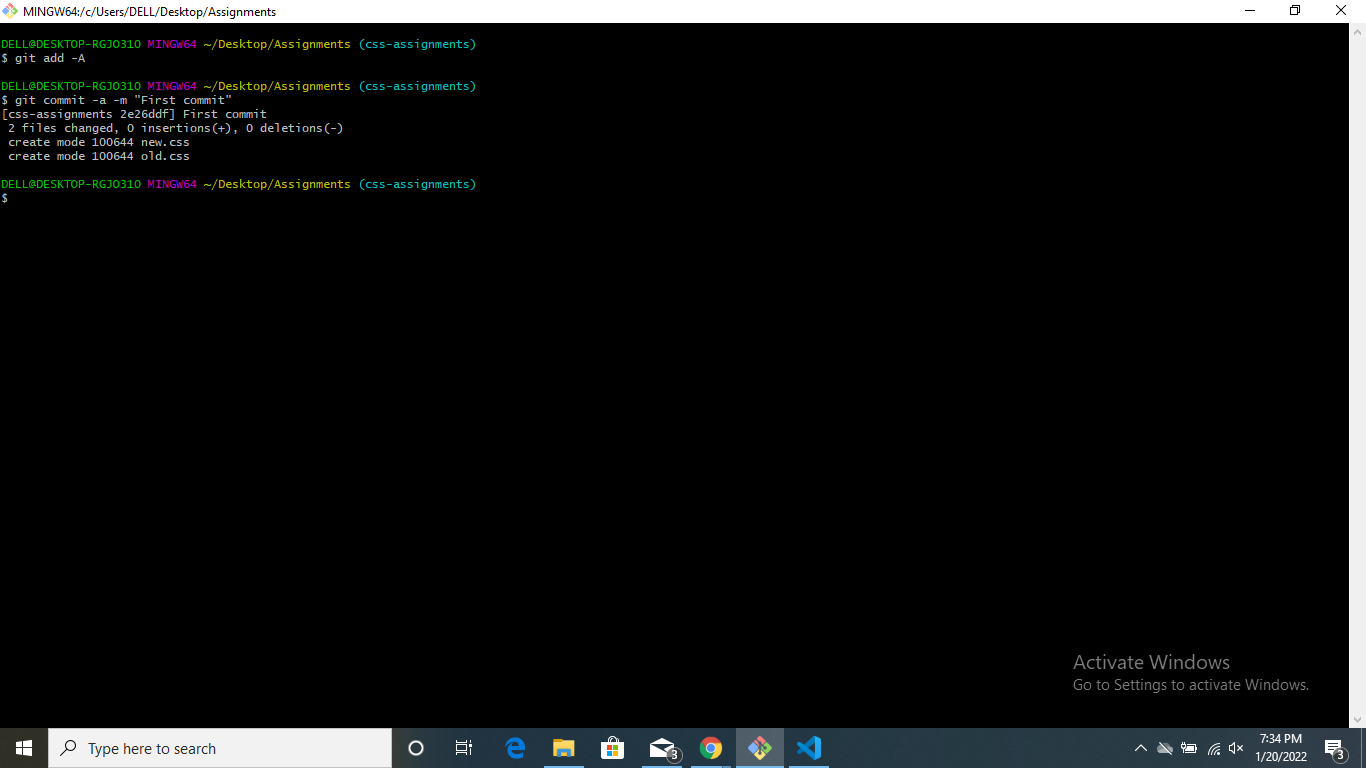 MINGW64:/c/Users/DELL/Desktop/Assignments
DELL@DESKTOP-RGJO31O MINGW64 ~/Desktop/Assignments (css-assignments)
$ git add -A
DELL@DESKTOP-RGJO31O MINGW64 ~/Desktop/Assignments (css-assignments)
$ git commit -a -m "First commit"
[css-assignments 2e26ddf] First commit
 2 files changed, 0 insertions(+), 0 deletions(-)
 create mode 100644 new.css
 create mode 100644 old.css
DELL@DESKTOP-RGJO31O MINGW64 ~/Desktop/Assignments (css-assignments)
$
Activate Windows
Go to Settings to activate Windows.
Type here to search
3
7:34 PM
1/20/2022
3